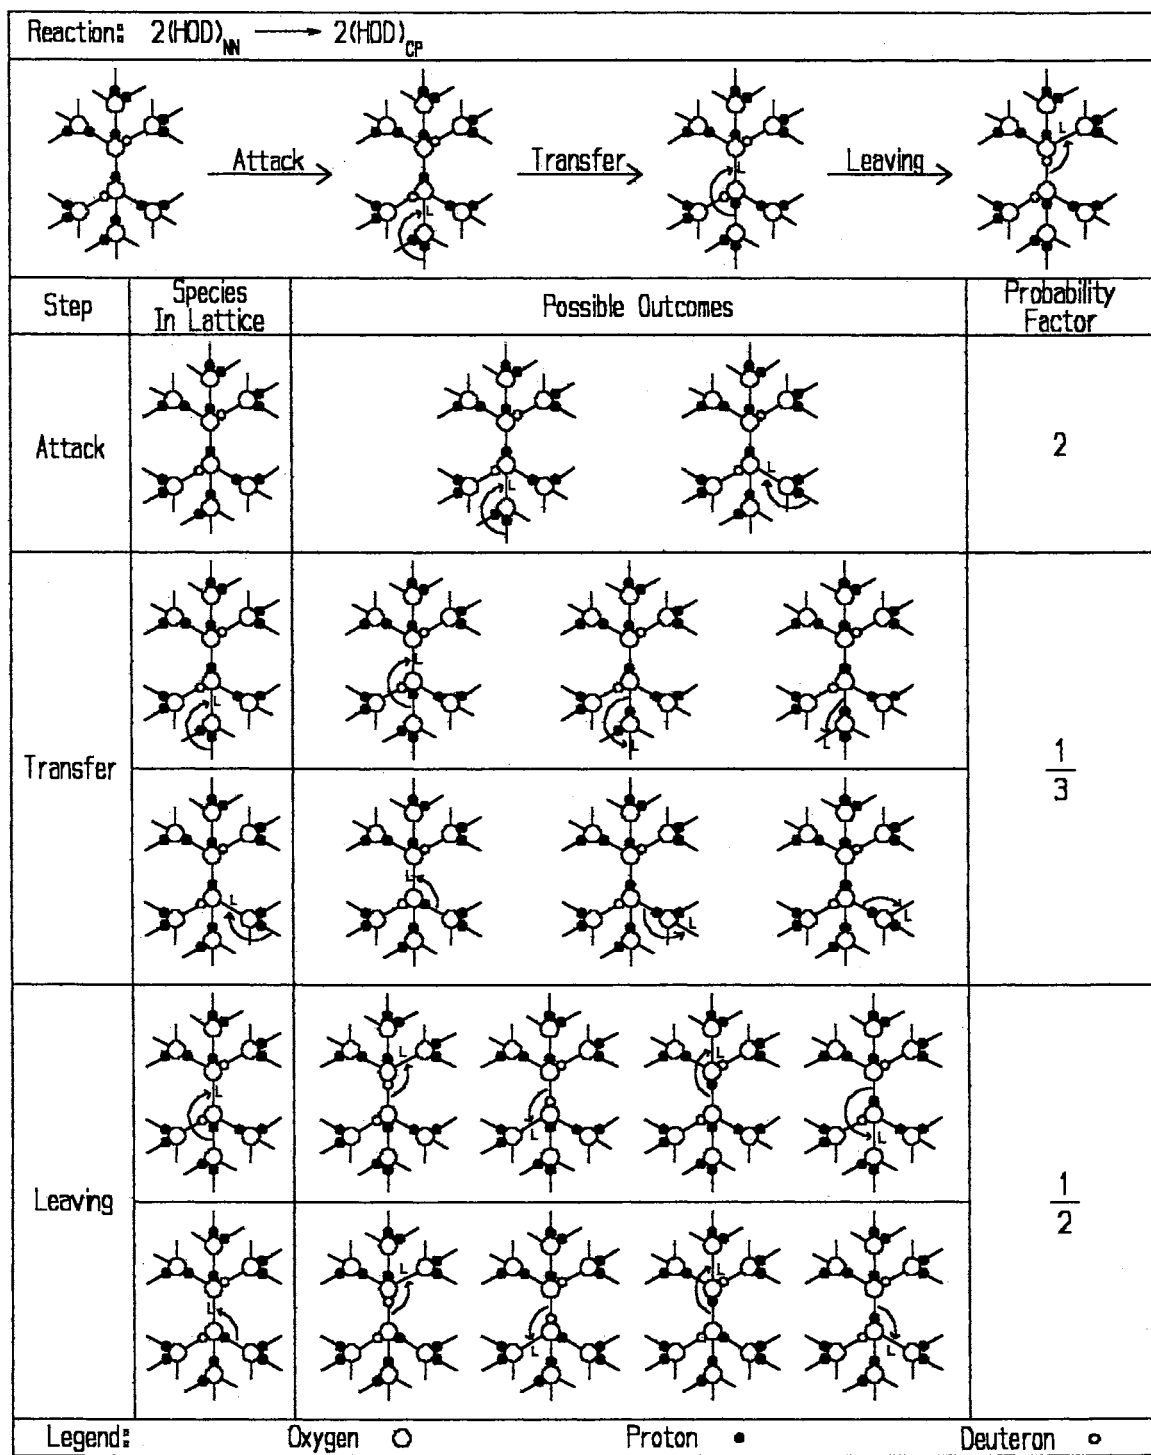 Reaction: 2(HOD)NN ⟶ 2(HOD)CP
Attack Transfer Leaving
L L L
Step Species In Lattice Possible Outcomes Probability Factor
Attack 2
L L
Transfer 1/3
L L L L
L L L L
Leaving 1/2
L L L L L
L L L L L
Legend: Oxygen Proton Deuteron